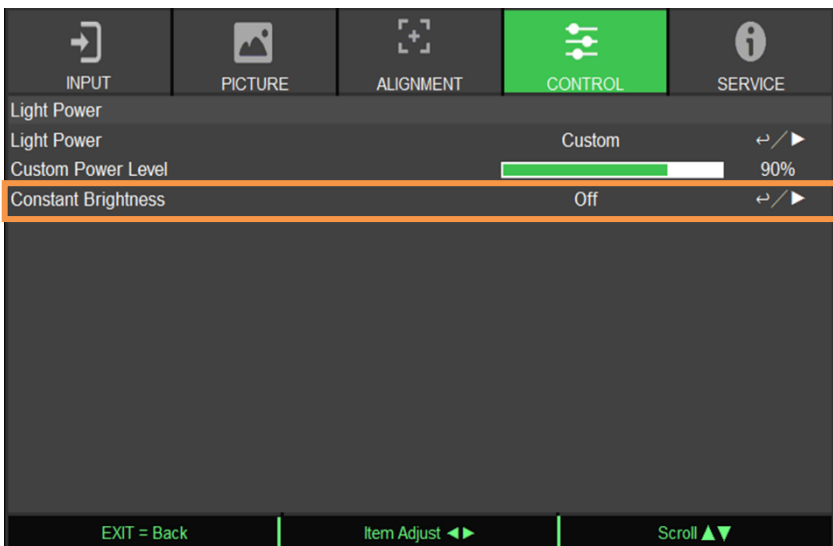 INPUT PICTURE ALIGNMENT CONTROL SERVICE
Light Power
Light Power Custom ↩/▶
Custom Power Level 90%
Constant Brightness Off ↩/▶
EXIT = Back Item Adjust ◀▶ Scroll ▲▼